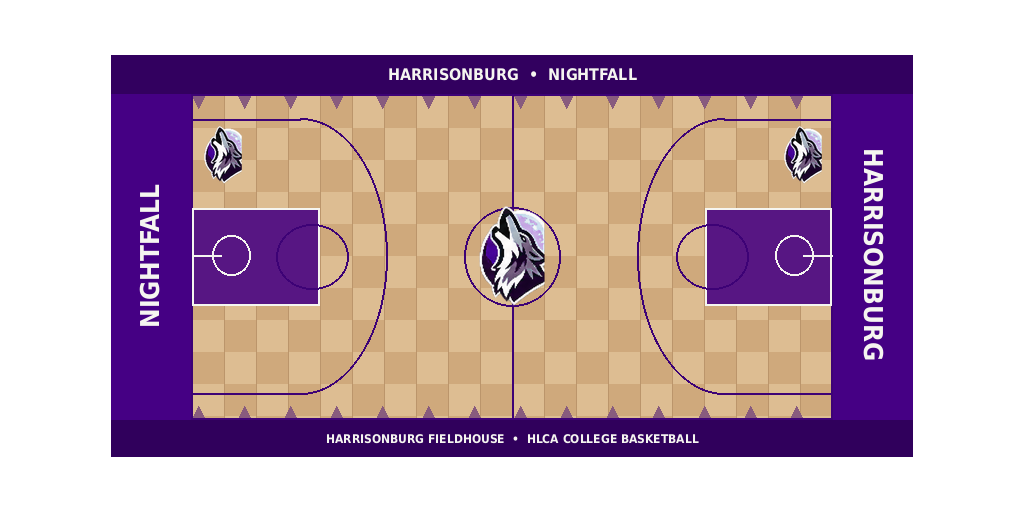 HARRISONBURG • NIGHTFALL
NIGHTFALL
HARRISONBURG
HARRISONBURG FIELDHOUSE • HLCA COLLEGE BASKETBALL